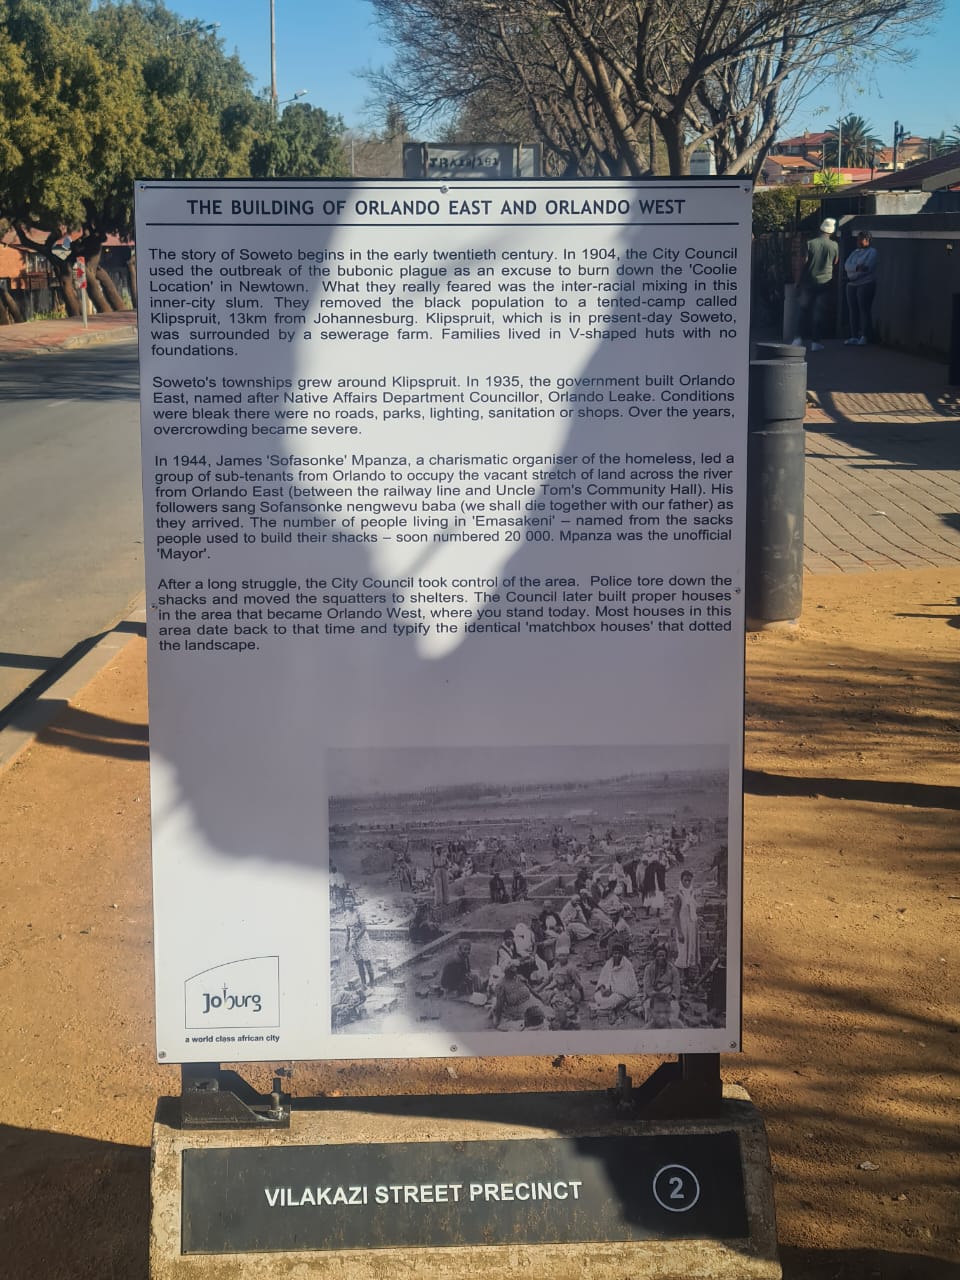 THE BUILDING OF ORLANDO EAST AND ORLANDO WEST
The story of Soweto begins in the early twentieth century. In 1904, the City Council
used the outbreak of the bubonic plague as an excuse to burn down the 'Coolie
Location' in Newtown. What they really feared was the inter-racial mixing in this
inner-city slum. They removed the black population to a tented-camp called
Klipspruit, 13km from Johannesburg. Klipspruit, which is in present-day Soweto,
was surrounded by a sewerage farm. Families lived in V-shaped huts with no
foundations.
Soweto's townships grew around Klipspruit. In 1935, the government built Orlando
East, named after Native Affairs Department Councillor, Orlando Leake. Conditions
were bleak there were no roads, parks, lighting, sanitation or shops. Over the years,
overcrowding became severe.
In 1944, James 'Sofasonke' Mpanza, a charismatic organiser of the homeless, led a
group of sub-tenants from Orlando to occupy the vacant stretch of land across the river
from Orlando East (between the railway line and Uncle Tom's Community Hall). His
followers sang Sofansonke nengwevu baba (we shall die together with our father) as
they arrived. The number of people living in 'Emasakeni' – named from the sacks
people used to build their shacks – soon numbered 20 000. Mpanza was the unofficial
'Mayor'.
After a long struggle, the City Council took control of the area. Police tore down the
shacks and moved the squatters to shelters. The Council later built proper houses
in the area that became Orlando West, where you stand today. Most houses in this
area date back to that time and typify the identical 'matchbox houses' that dotted
the landscape.
Joburg
a world class african city
VILAKAZI STREET PRECINCT 2